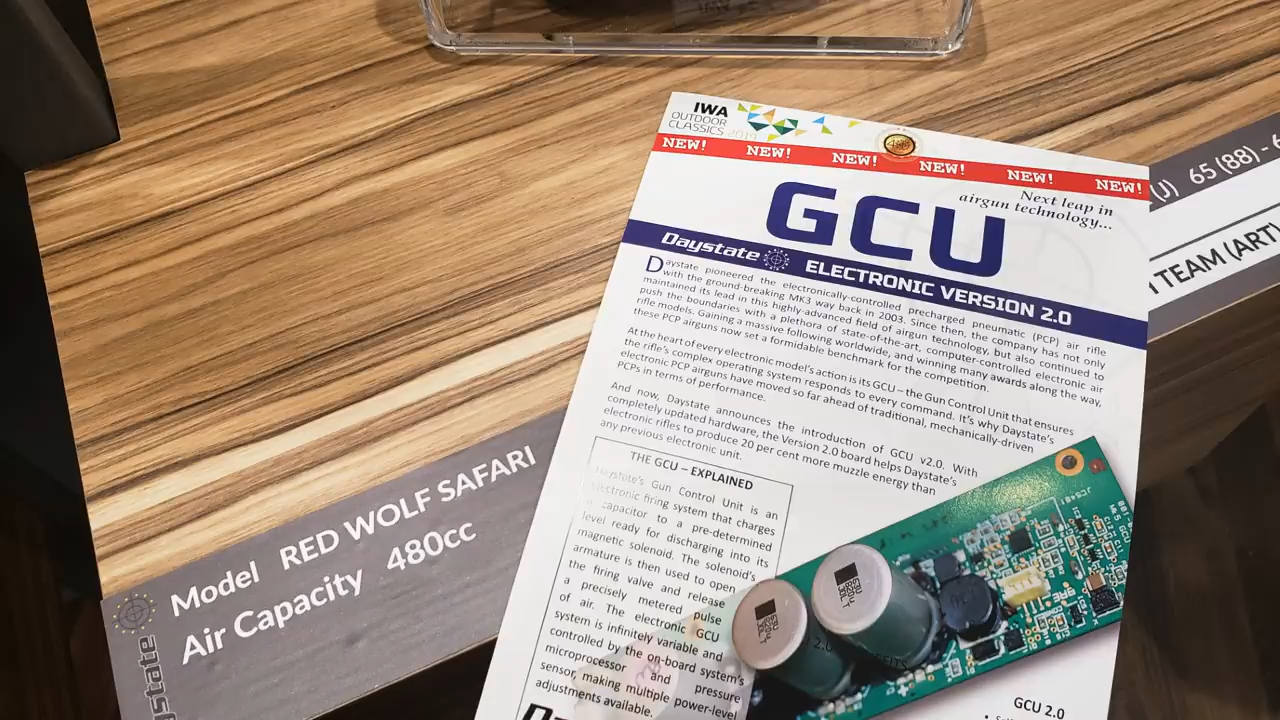 IWA
OUTDOOR
CLASSICS 2019
NEW! NEW! NEW! NEW! NEW! NEW!
Next leap in
airgun technology...
GCU
Daystate ELECTRONIC VERSION 2.0
Daystate pioneered the electronically-controlled precharged pneumatic (PCP) air rifle
with the ground-breaking MK3 way back in 2003. Since then, the company has not only
maintained its lead in this highly-advanced field of airgun technology, but also continued to
push the boundaries with a plethora of state-of-the-art, computer-controlled electronic air
rifle models. Gaining a massive following worldwide, and winning many awards along the way,
these PCP airguns now set a formidable benchmark for the competition.
At the heart of every electronic model's action is its GCU – the Gun Control Unit that ensures
the rifle's complex operating system responds to every command. It's why Daystate's
electronic PCP airguns have moved so far ahead of traditional, mechanically-driven
PCPs in terms of performance.
And now, Daystate announces the introduction of GCU v2.0. With
completely updated hardware, the Version 2.0 board helps Daystate's
electronic rifles to produce 20 per cent more muzzle energy than
any previous electronic unit.
THE GCU – EXPLAINED
Daystate's Gun Control Unit is an
electronic firing system that charges
a capacitor to a pre-determined
level ready for discharging into its
magnetic solenoid. The solenoid's
armature is then used to open
the firing valve and release
a precisely metered pulse
of air. The electronic GCU
system is infinitely variable and
controlled by the on-board system's
microprocessor and pressure
sensor, making multiple power-level
adjustments available.
GCU 2.0
(J) 65 (88) - 6
TEAM (ART)
Model RED WOLF SAFARI
Air Capacity 480cc
ystate